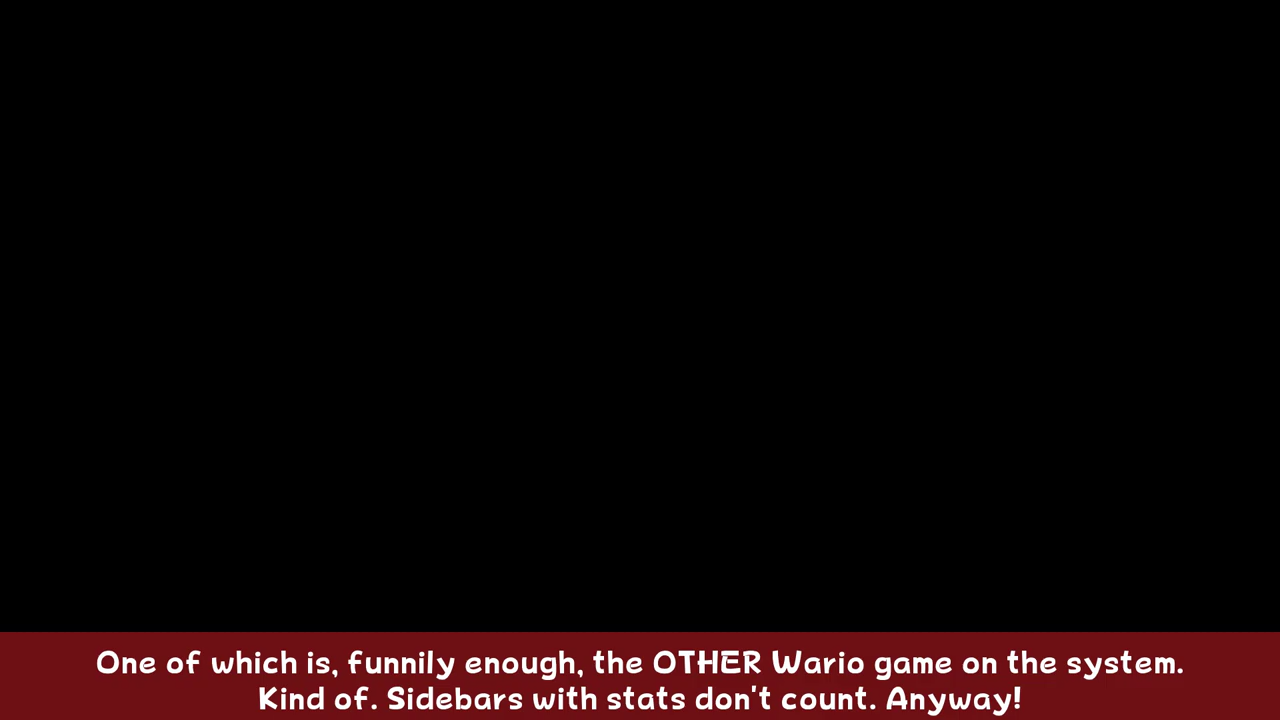 One of which is, funnily enough, the OTHER Wario game on the system.
Kind of. Sidebars with stats don't count. Anyway!